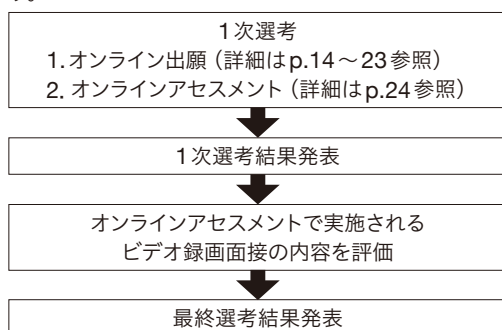 す。
1次選考
1.オンライン出願（詳細はp.14～23参照）
2.オンラインアセスメント（詳細はp.24参照）
1次選考結果発表
オンラインアセスメントで実施される
ビデオ録画面接の内容を評価
最終選考結果発表